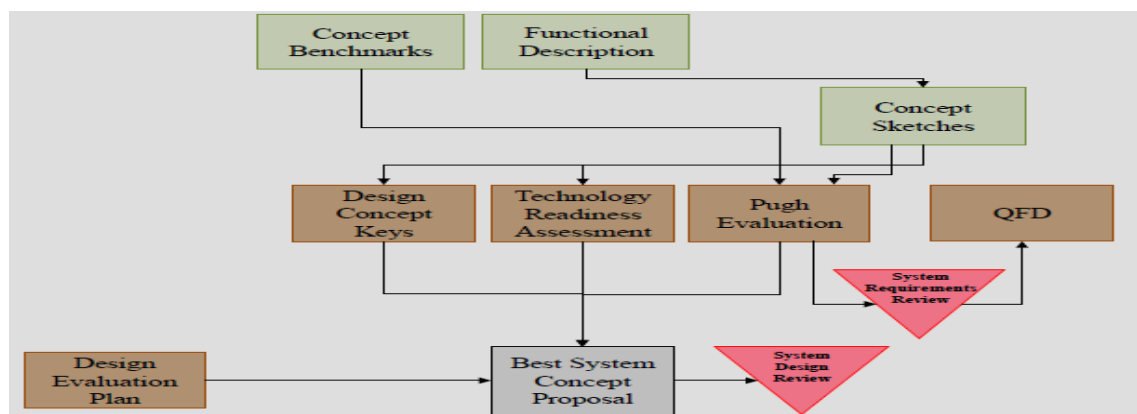 Concept
Benchmarks
Functional
Description
Concept
Sketches
Design
Concept
Keys
Technology
Readiness
Assessment
Pugh
Evaluation
QFD
System
Requirements
Review
Design
Evaluation
Plan
Best System
Concept
Proposal
System
Design
Review